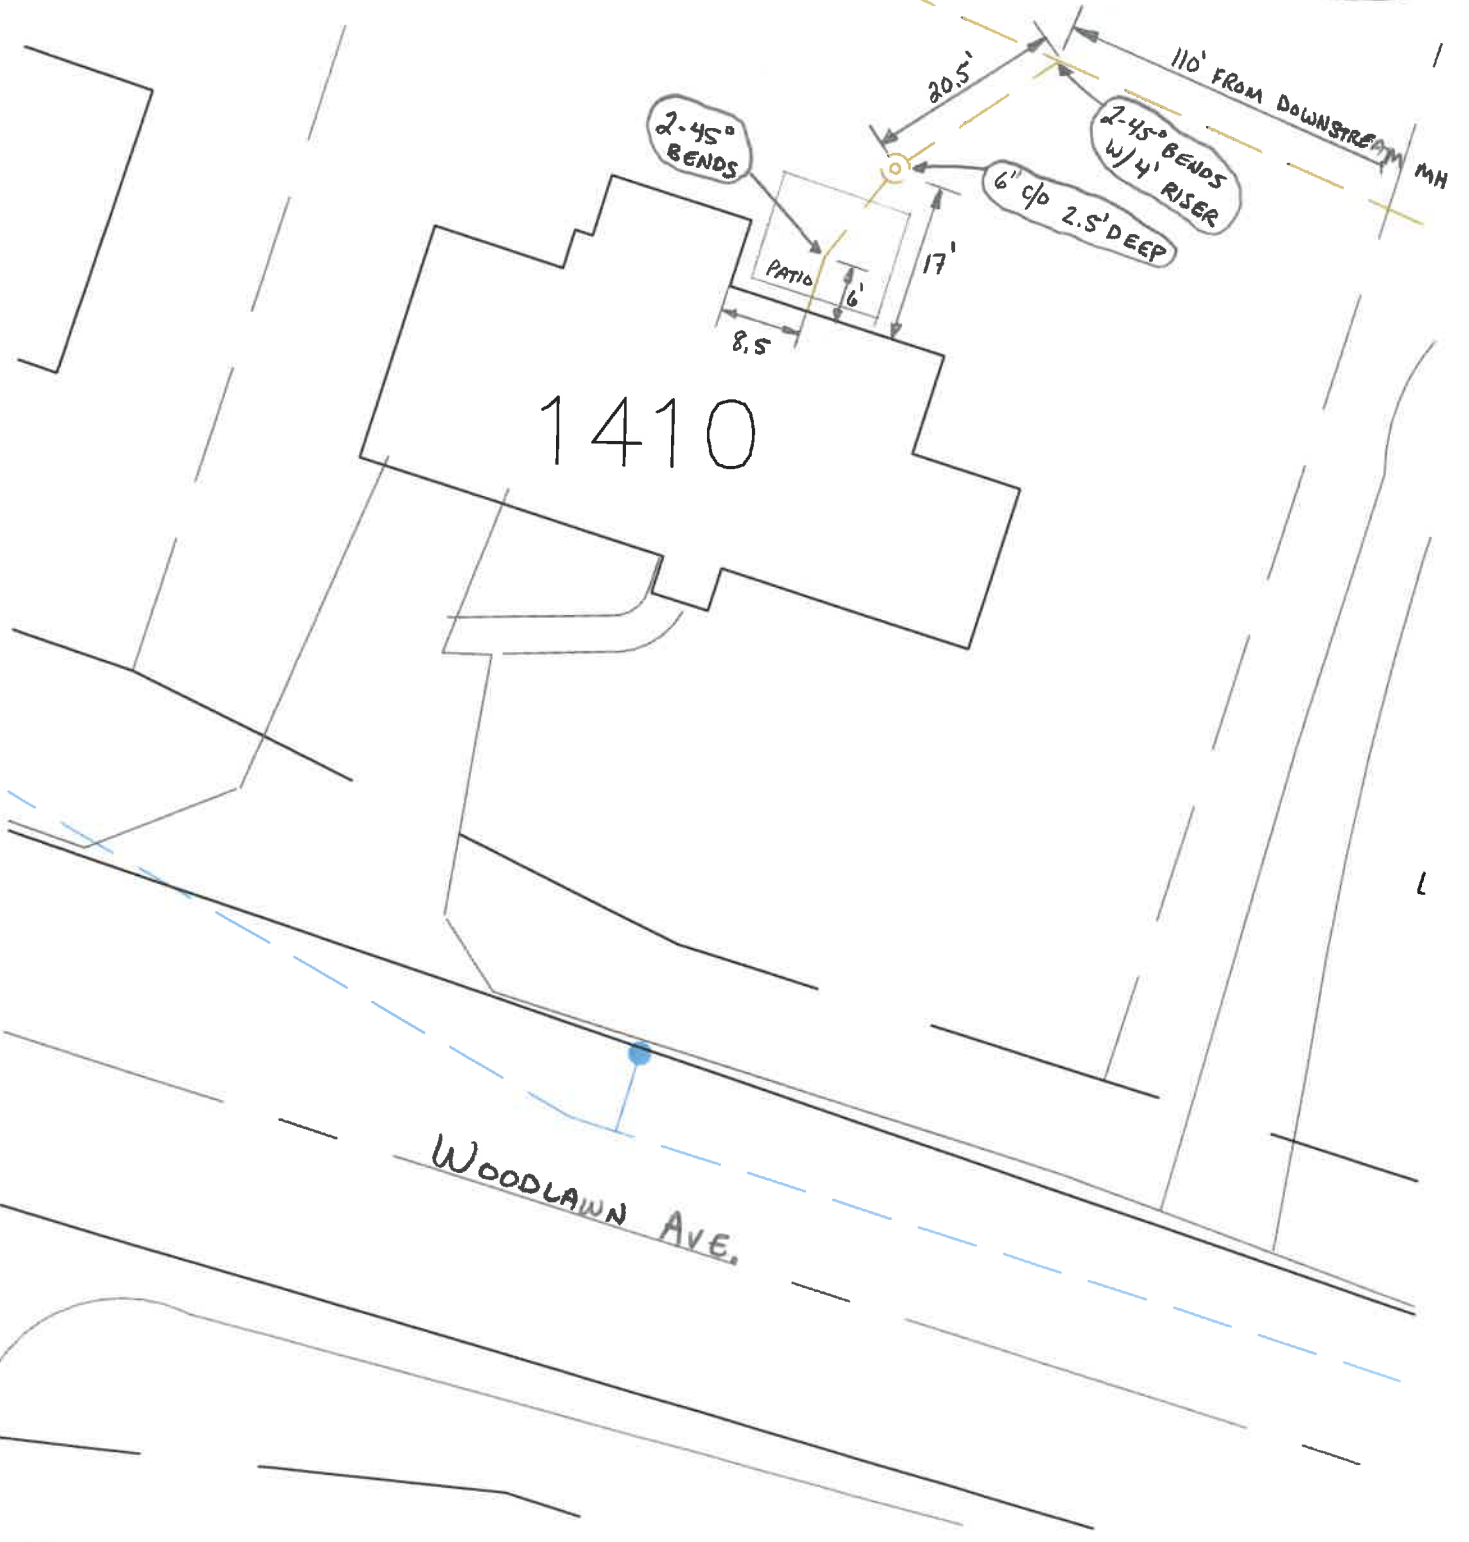 110' FROM DOWNSTREAM MH
20.5'
2-45°
BENDS
2-45° BENDS
W/ 4' RISER
6" C/O 2.5' DEEP
17'
PATIO
6'
8.5
1410
WOODLAWN AVE.